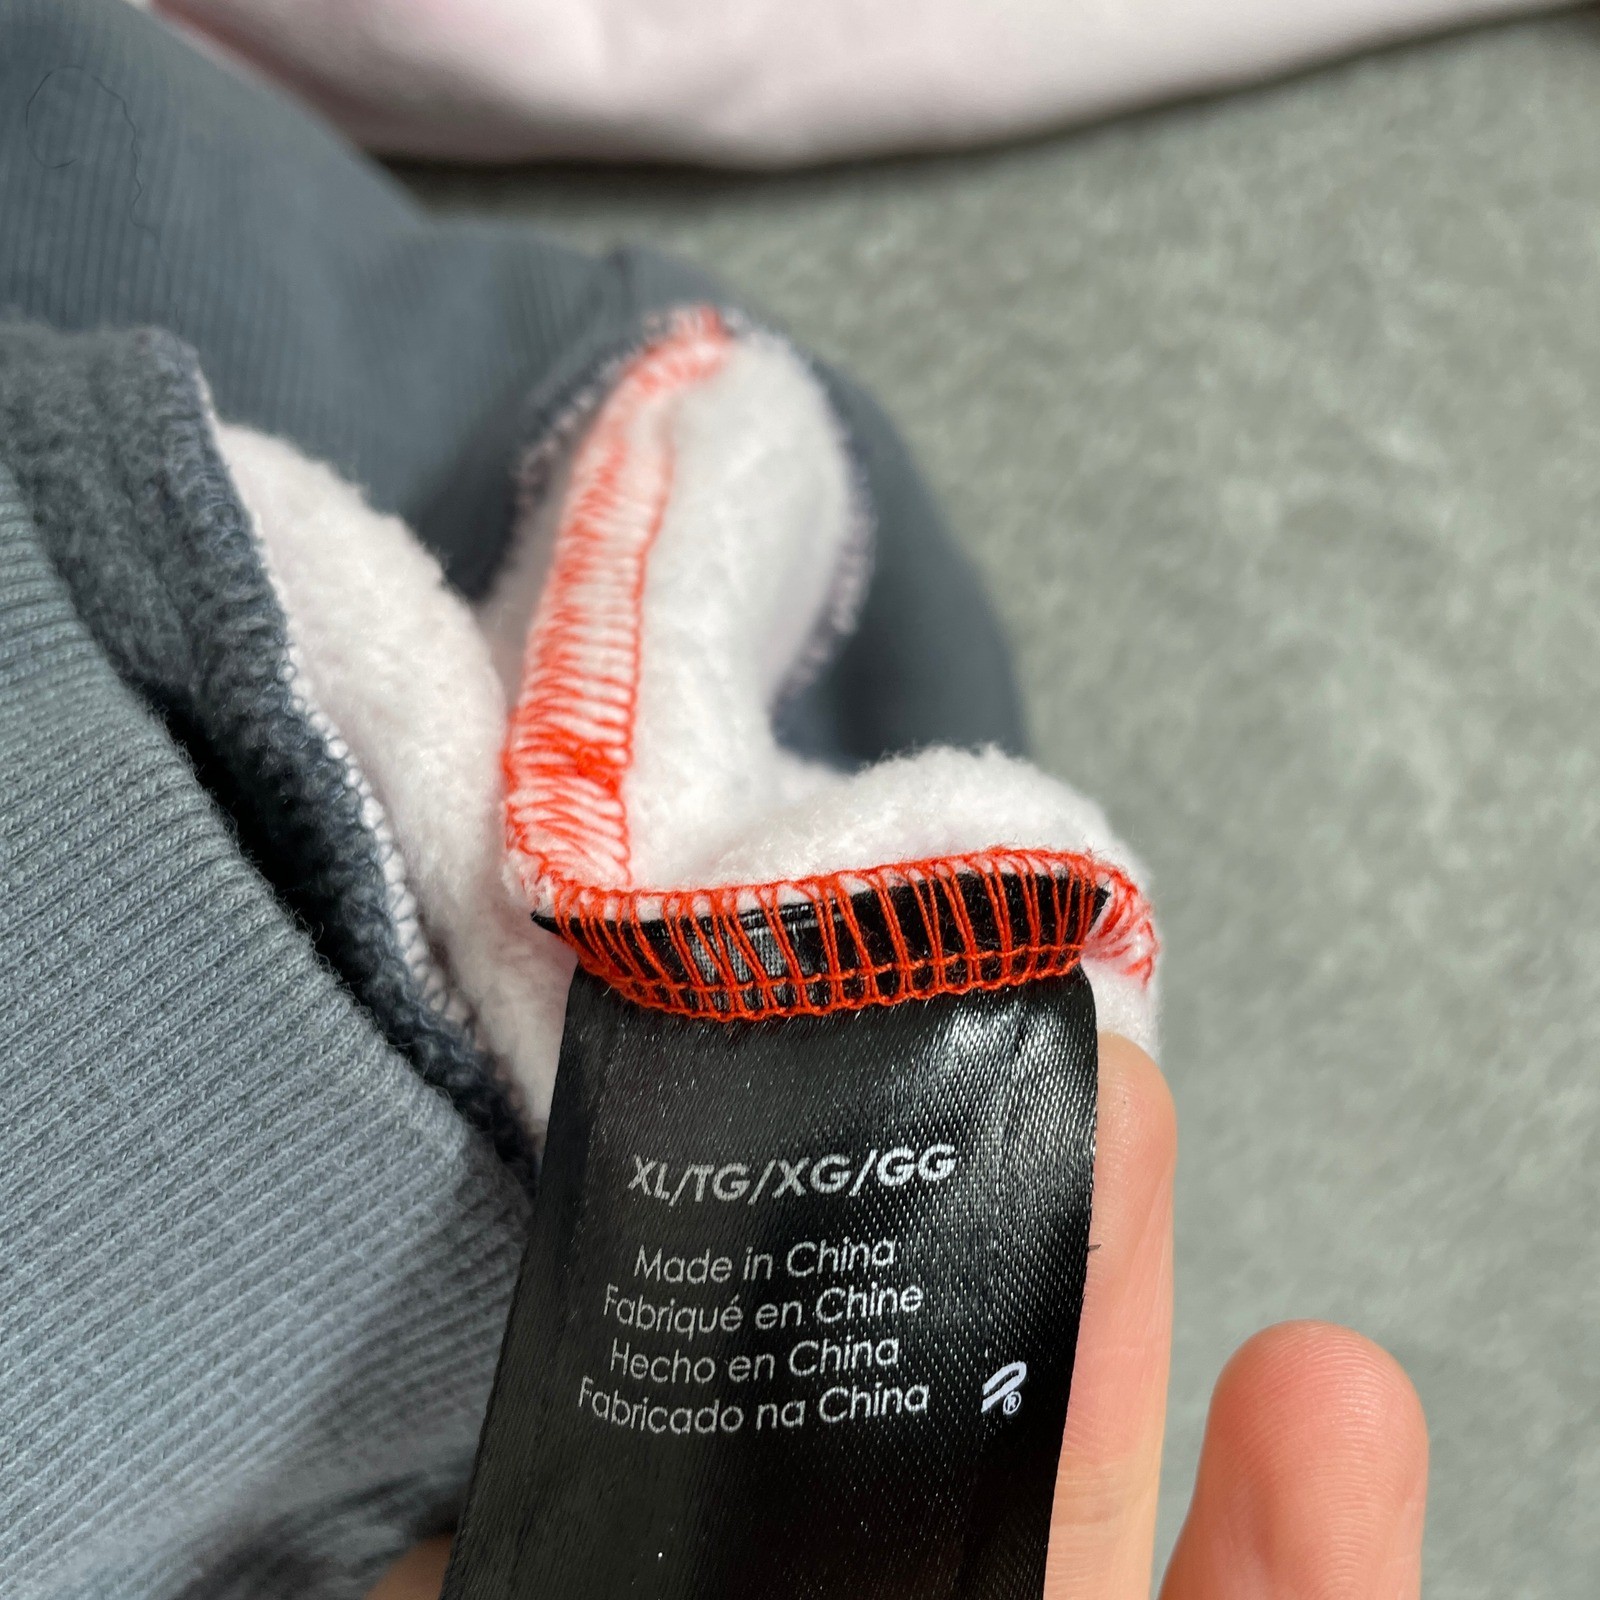 XL/TG/XG/GG
Made in China
Fabriqué en Chine
Hecho en China
Fabricado na China
®